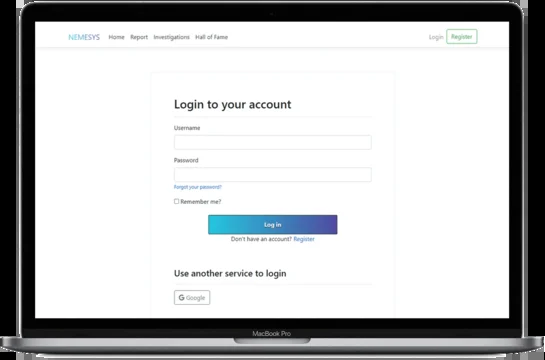 NEMESYS Home Report Investigations Hall of Fame Login Register
Login to your account
Username
Password
Forgot your password?
Remember me?
Log in
Don't have an account? Register
Use another service to login
Google
MacBook Pro